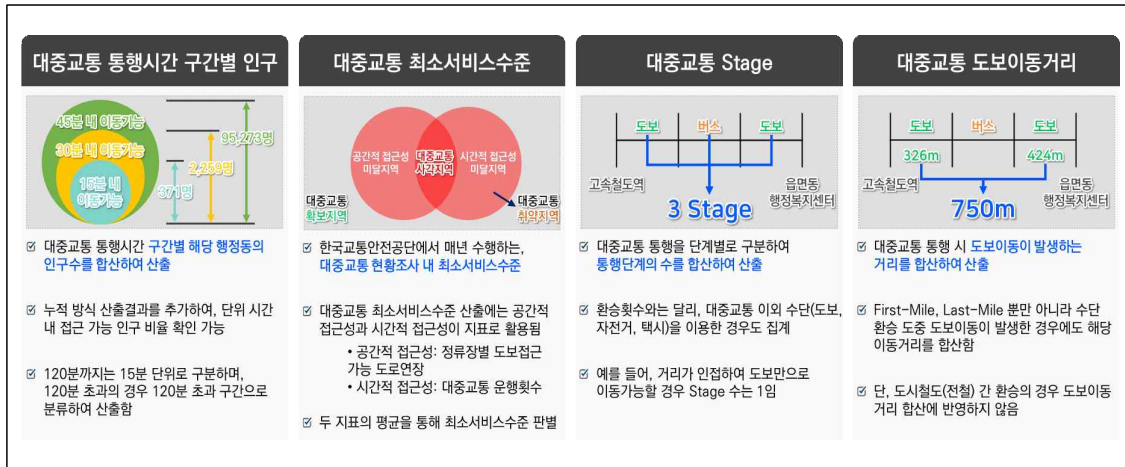 대중교통 통행시간 구간별 인구
45분 내 이동가능
30분 내 이동가능
15분 내
이동가능
371명
2,259명
95,273명
☑ 대중교통 통행시간 구간별 해당 행정동의
인구수를 합산하여 산출
☑ 누적 방식 산출결과를 추가하여, 단위 시간
내 접근 가능 인구 비율 확인 가능
☑ 120분까지는 15분 단위로 구분하며,
120분 초과의 경우 120분 초과 구간으로
분류하여 산출함
대중교통 최소서비스수준
공간적 접근성
미달지역
대중교통
사각지역
시간적 접근성
미달지역
대중교통
확보지역
대중교통
취약지역
☑ 한국교통안전공단에서 매년 수행하는,
대중교통 현황조사 내 최소서비스수준
☑ 대중교통 최소서비스수준 산출에는 공간적
접근성과 시간적 접근성이 지표로 활용됨
• 공간적 접근성: 정류장별 도보접근
가능 도로연장
• 시간적 접근성: 대중교통 운행횟수
☑ 두 지표의 평균을 통해 최소서비스수준 판별
대중교통 Stage
도보 버스 도보
고속철도역
읍면동
행정복지센터
3 Stage
☑ 대중교통 통행을 단계별로 구분하여
통행단계의 수를 합산하여 산출
☑ 환승횟수와는 달리, 대중교통 이외 수단(도보,
자전거, 택시)을 이용한 경우도 집계
☑ 예를 들어, 거리가 인접하여 도보만으로
이동가능할 경우 Stage 수는 1임
대중교통 도보이동거리
도보 버스 도보
326m 424m
고속철도역
읍면동
행정복지센터
750m
☑ 대중교통 통행 시 도보이동이 발생하는
거리를 합산하여 산출
☑ First-Mile, Last-Mile 뿐만 아니라 수단
환승 도중 도보이동이 발생한 경우에도 해당
이동거리를 합산함
☑ 단, 도시철도(전철) 간 환승의 경우 도보이동
거리 합산에 반영하지 않음